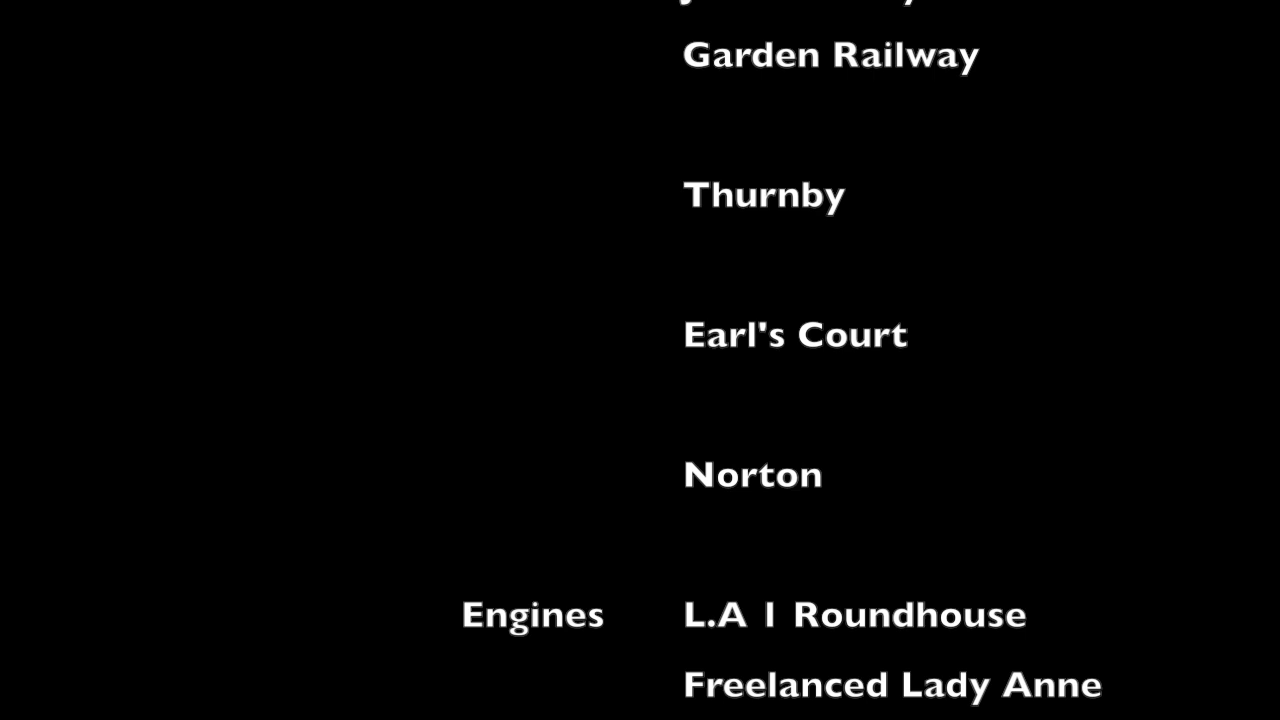 Garden Railway
Thurnby
Earl's Court
Norton
Engines L.A 1 Roundhouse
Freelanced Lady Anne